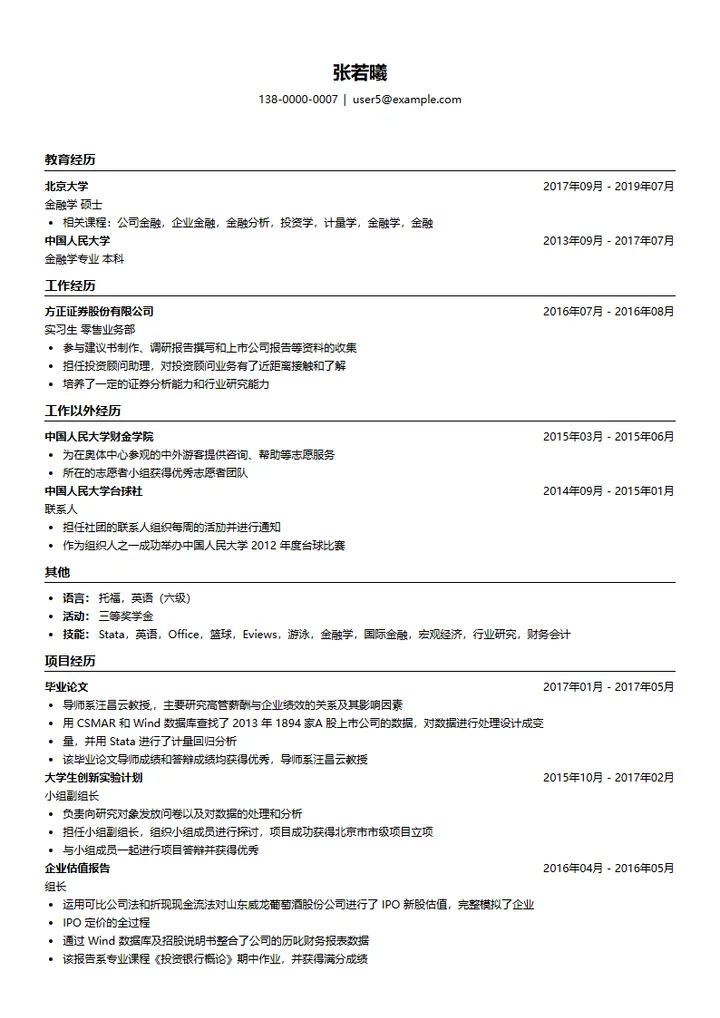 张若曦
138-0000-0007 | user5@example.com
教育经历
北京大学 2017年09月 - 2019年07月
金融学 硕士
• 相关课程：公司金融，企业金融，金融分析，投资学，计量学，金融学，金融
中国人民大学 2013年09月 - 2017年07月
金融学专业 本科
工作经历
方正证券股份有限公司 2016年07月 - 2016年08月
实习生 零售业务部
• 参与建议书制作、调研报告撰写和上市公司报告等资料的收集
• 担任投资顾问助理，对投资顾问业务有了近距离接触和了解
• 培养了一定的证券分析能力和行业研究能力
工作以外经历
中国人民大学财金学院 2015年03月 - 2015年06月
• 为在奥体中心参观的中外游客提供咨询、帮助等志愿服务
• 所在的志愿者小组获得优秀志愿者团队
中国人民大学台球社 2014年09月 - 2015年01月
联系人
• 担任社团的联系人组织每周的活动并进行通知
• 作为组织人之一成功举办中国人民大学 2012 年度台球比赛
其他
• 语言： 托福，英语（六级）
• 活动： 三等奖学金
• 技能： Stata，英语，Office，篮球，Eviews，游泳，金融学，国际金融，宏观经济，行业研究，财务会计
项目经历
毕业论文 2017年01月 - 2017年05月
• 导师系汪昌云教授,，主要研究高管薪酬与企业绩效的关系及其影响因素
• 用 CSMAR 和 Wind 数据库查找了 2013 年 1894 家A 股上市公司的数据，对数据进行处理设计成变
• 量，并用 Stata 进行了计量回归分析
• 该毕业论文导师成绩和答辩成绩均获得优秀，导师系汪昌云教授
大学生创新实验计划 2015年10月 - 2017年02月
小组副组长
• 负责向研究对象发放问卷以及对数据的处理和分析
• 担任小组副组长，组织小组成员进行探讨，项目成功获得北京市市级项目立项
• 与小组成员一起进行项目答辩并获得优秀
企业估值报告 2016年04月 - 2016年05月
组长
• 运用可比公司法和折现现金流法对山东威龙葡萄酒股份公司进行了 IPO 新股估值，完整模拟了企业
• IPO 定价的全过程
• 通过 Wind 数据库及招股说明书整合了公司的历叱财务报表数据
• 该报告系专业课程《投资银行概论》期中作业，并获得满分成绩